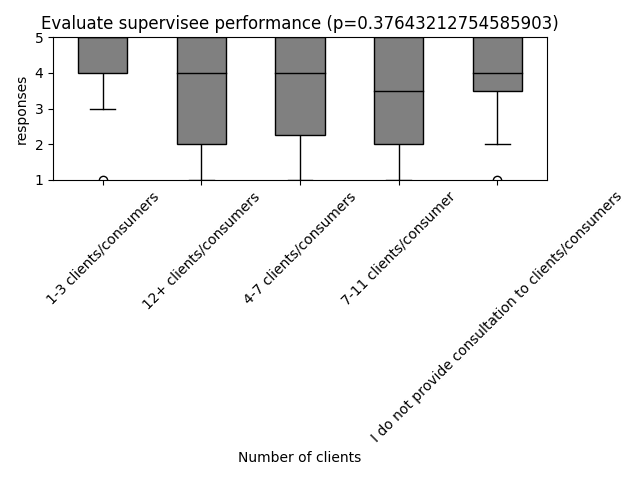 Evaluate supervisee performance (p=0.37643212754585903)
5
4
3
2
1
responses
1-3 clients/consumers
12+ clients/consumers
4-7 clients/consumers
7-11 clients/consumer
I do not provide consultation to clients/consumers
Number of clients